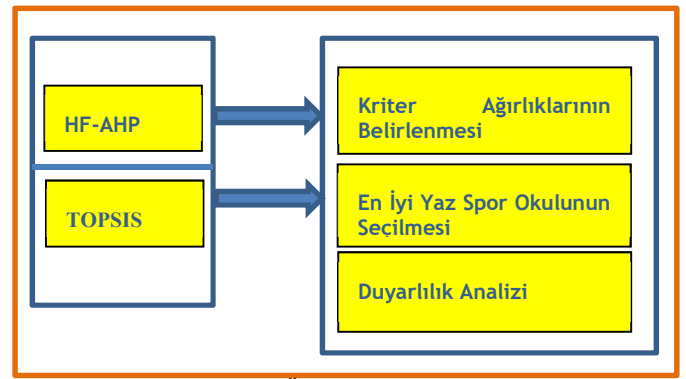 HF-AHP
TOPSIS
Kriter Ağırlıklarının
Belirlenmesi
En İyi Yaz Spor Okulunun
Seçilmesi
Duyarlılık Analizi